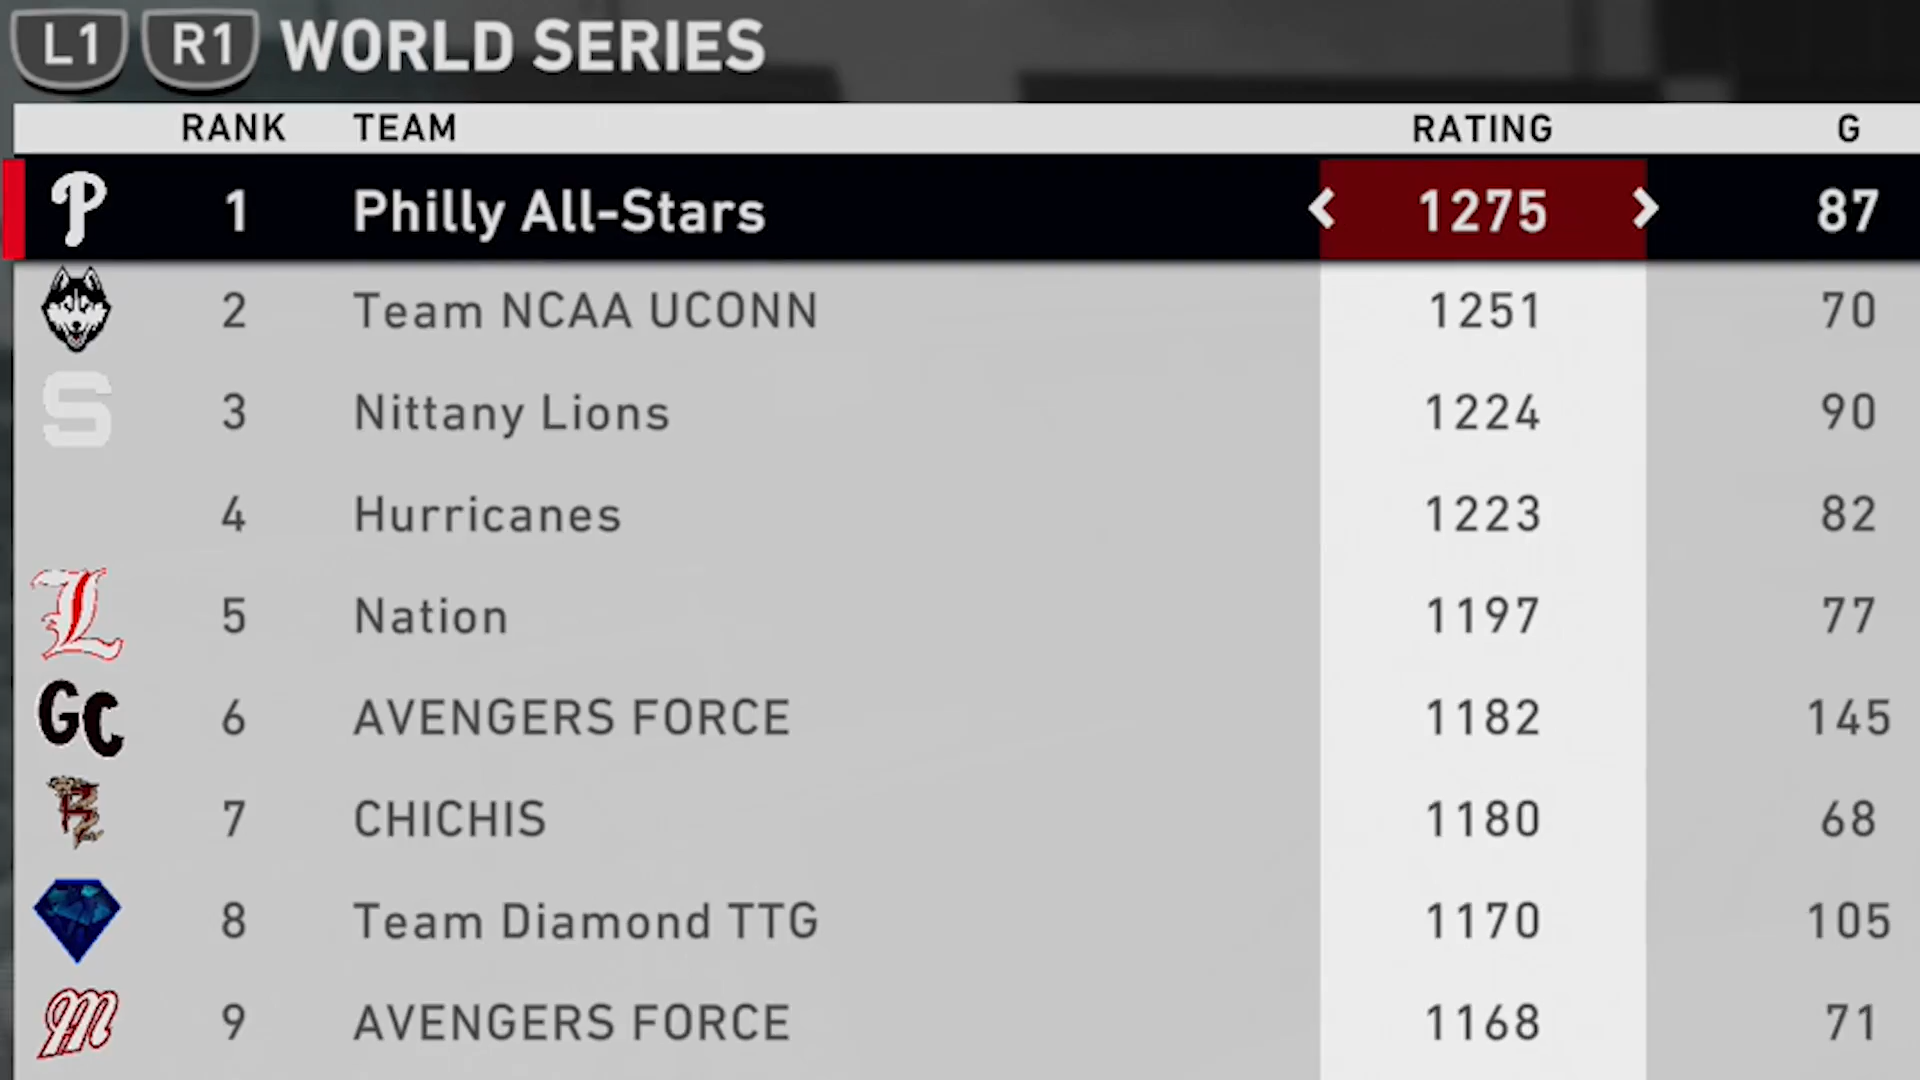 L1 R1 WORLD SERIES
RANK TEAM RATING G
P 1 Philly All-Stars < 1275 > 87
2 Team NCAA UCONN 1251 70
S 3 Nittany Lions 1224 90
4 Hurricanes 1223 82
L 5 Nation 1197 77
GC 6 AVENGERS FORCE 1182 145
R 7 CHICHIS 1180 68
8 Team Diamond TTG 1170 105
M 9 AVENGERS FORCE 1168 71